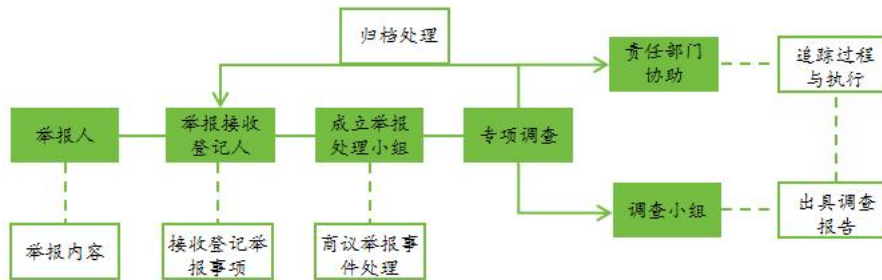 归档处理
责任部门
协助
追踪过程
与执行
举报人
举报接收
登记人
成立举报
处理小组
专项调查
调查小组
出具调查
报告
举报内容
接收登记举
报事项
商议举报事
件处理